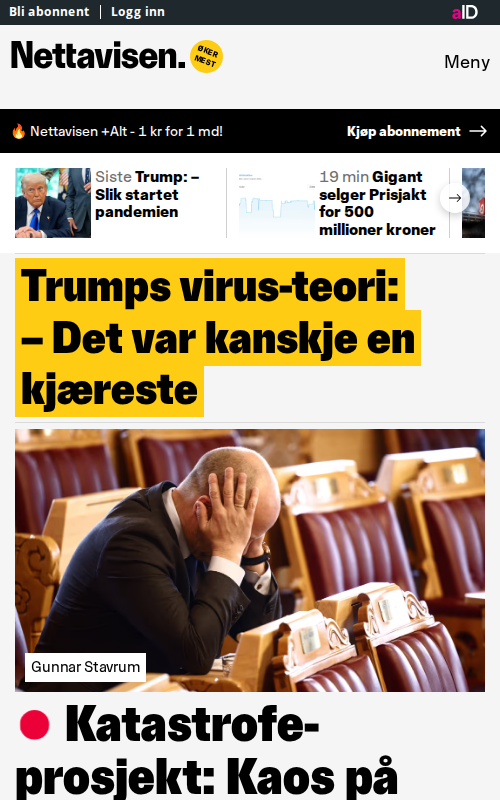 Bli abonnent Logg inn
aID
Nettavisen.
ØKER
MEST
Meny
🔥 Nettavisen +Alt - 1 kr for 1 md!
Kjøp abonnement →
Siste Trump: –
Slik startet
pandemien
19 min Gigant
selger Prisjakt
for 500
millioner kroner
Trumps virus-teori:
– Det var kanskje en
kjæreste
Gunnar Stavrum
Katastrofe-
prosjekt: Kaos på